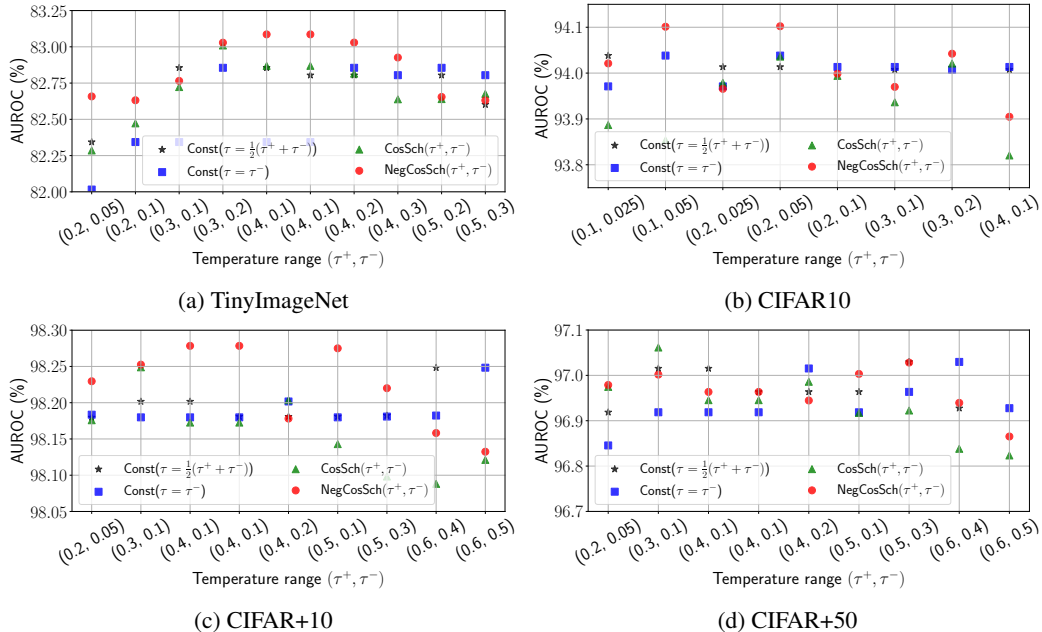 83.25
83.00
82.75
82.50
82.25
82.00
AUROC (%)
Const(τ = ½(τ⁺ + τ⁻))
Const(τ = τ⁻)
CosSch(τ⁺, τ⁻)
NegCosSch(τ⁺, τ⁻)
(0.2, 0.05)
(0.2, 0.1)
(0.3, 0.1)
(0.3, 0.2)
(0.4, 0.1)
(0.4, 0.1)
(0.4, 0.2)
(0.4, 0.3)
(0.5, 0.2)
(0.5, 0.3)
Temperature range (τ⁺, τ⁻)
(a) TinyImageNet
94.1
94.0
93.9
93.8
AUROC (%)
Const(τ = ½(τ⁺ + τ⁻))
Const(τ = τ⁻)
CosSch(τ⁺, τ⁻)
NegCosSch(τ⁺, τ⁻)
(0.1, 0.025)
(0.1, 0.05)
(0.2, 0.025)
(0.2, 0.05)
(0.2, 0.1)
(0.3, 0.1)
(0.3, 0.2)
(0.4, 0.1)
Temperature range (τ⁺, τ⁻)
(b) CIFAR10
98.30
98.25
98.20
98.15
98.10
98.05
AUROC (%)
Const(τ = ½(τ⁺ + τ⁻))
Const(τ = τ⁻)
CosSch(τ⁺, τ⁻)
NegCosSch(τ⁺, τ⁻)
(0.2, 0.05)
(0.3, 0.1)
(0.4, 0.1)
(0.4, 0.1)
(0.4, 0.2)
(0.5, 0.1)
(0.5, 0.3)
(0.6, 0.4)
(0.6, 0.5)
Temperature range (τ⁺, τ⁻)
(c) CIFAR+10
97.1
97.0
96.9
96.8
96.7
AUROC (%)
Const(τ = ½(τ⁺ + τ⁻))
Const(τ = τ⁻)
CosSch(τ⁺, τ⁻)
NegCosSch(τ⁺, τ⁻)
(0.2, 0.05)
(0.3, 0.1)
(0.4, 0.1)
(0.4, 0.1)
(0.4, 0.2)
(0.5, 0.1)
(0.5, 0.3)
(0.6, 0.4)
(0.6, 0.5)
Temperature range (τ⁺, τ⁻)
(d) CIFAR+50